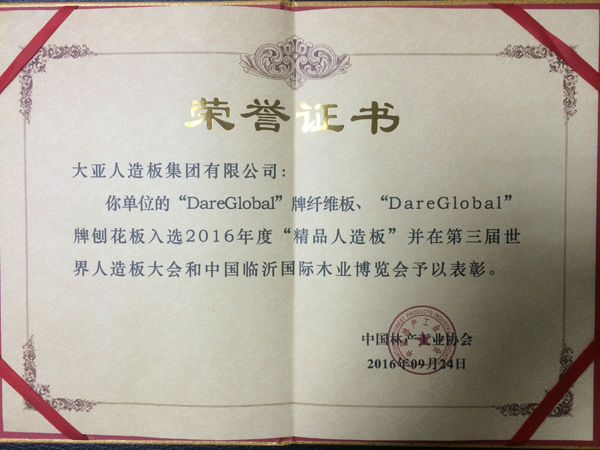 荣誉证书
大亚人造板集团有限公司：
你单位的“DareGlobal”牌纤维板、“DareGlobal”
牌刨花板入选2016年度“精品人造板”并在第三届世
界人造板大会和中国临沂国际木业博览会予以表彰。
中国林产工业协会
2016年09月24日